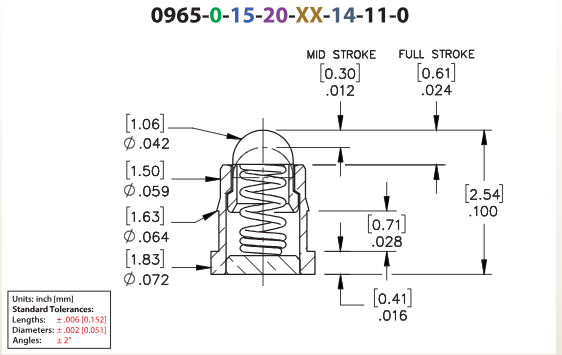 0965-0-15-20-XX-14-11-0
MID STROKE
[0.30]
.012
FULL STROKE
[0.61]
.024
[1.06]
Ø.042
[1.50]
Ø.059
[1.63]
Ø.064
[1.83]
Ø.072
[2.54]
.100
[0.71]
.028
[0.41]
.016
Units: inch [mm]
Standard Tolerances:
Lengths: ± .006 [0.152]
Diameters: ± .002 [0.051]
Angles: ± 2°